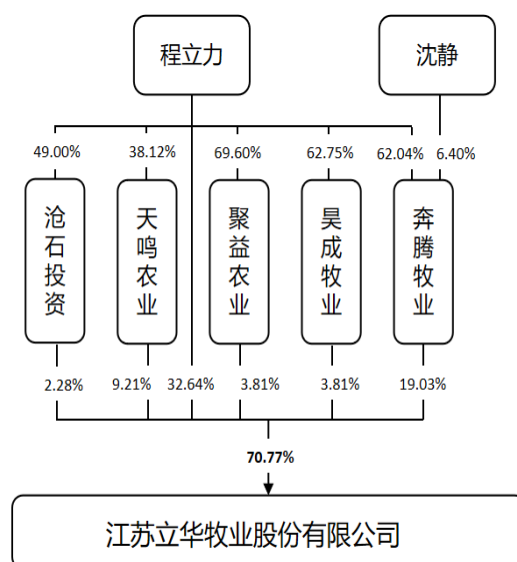 程立力 沈静
49.00% 38.12% 69.60% 62.75% 62.04% 6.40%
沧石投资 天鸣农业 聚益农业 昊成牧业 奔腾牧业
2.28% 9.21% 32.64% 3.81% 3.81% 19.03%
70.77%
江苏立华牧业股份有限公司